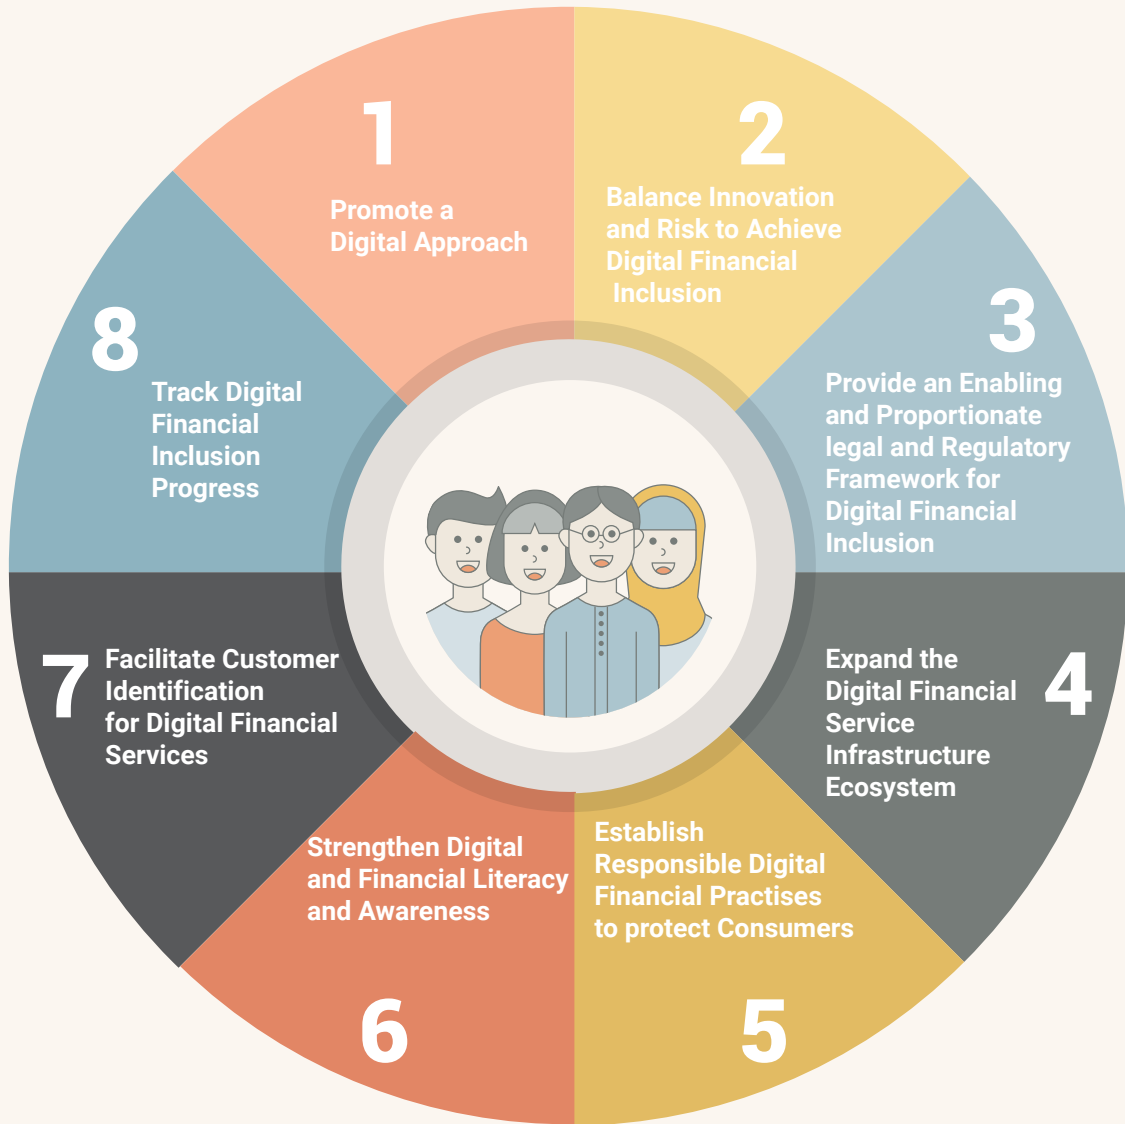 1
Promote a
Digital Approach
2
Balance Innovation
and Risk to Achieve
Digital Financial
Inclusion
3
Provide an Enabling
and Proportionate
legal and Regulatory
Framework for
Digital Financial
Inclusion
4
Expand the
Digital Financial
Service
Infrastructure
Ecosystem
5
Establish
Responsible Digital
Financial Practises
to protect Consumers
6
Strengthen Digital
and Financial Literacy
and Awareness
7
Facilitate Customer
Identification
for Digital Financial
Services
8
Track Digital
Financial
Inclusion
Progress